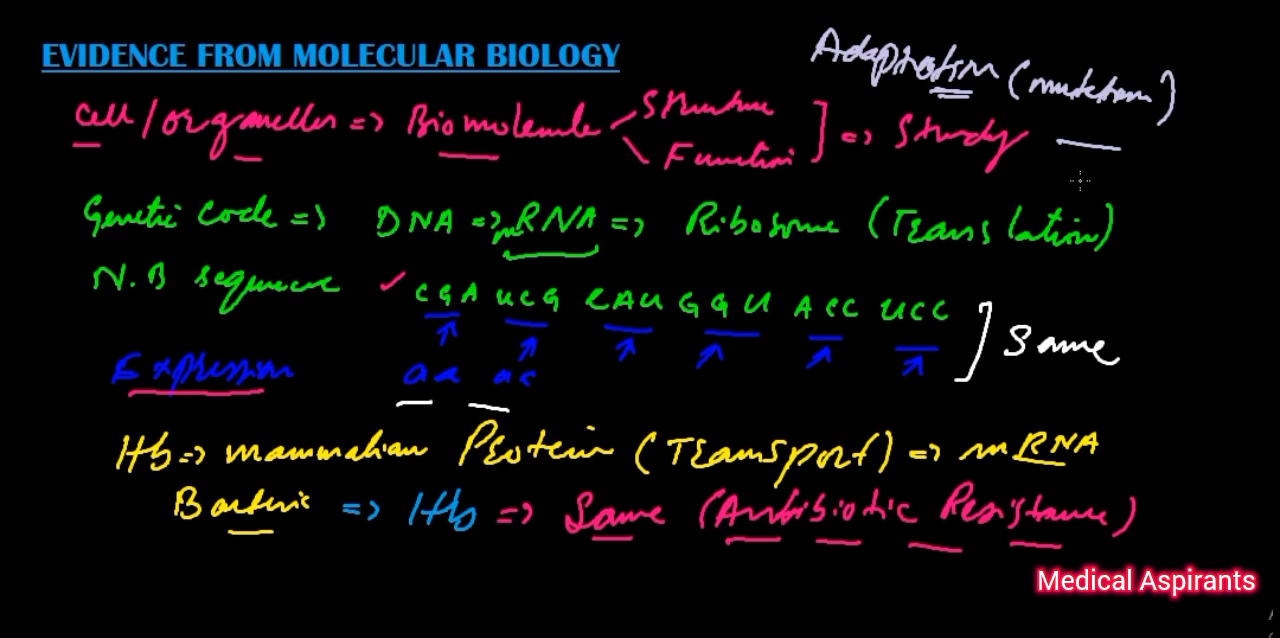 EVIDENCE FROM MOLECULAR BIOLOGY
Adaptation (mutation)
Cell / organelles => Biomolecule Structure Function ] => Study
Genetic Code => DNA => mRNA => Ribosome (Translation)
N.B sequence ✓ CGA UCG CAU GGU ACC UCC ] Same
Expression aa
Hb => mammalian Protein (Transport) => mRNA
Bacteria => Hb => Same (Antibiotic Resistance)
Medical Aspirants